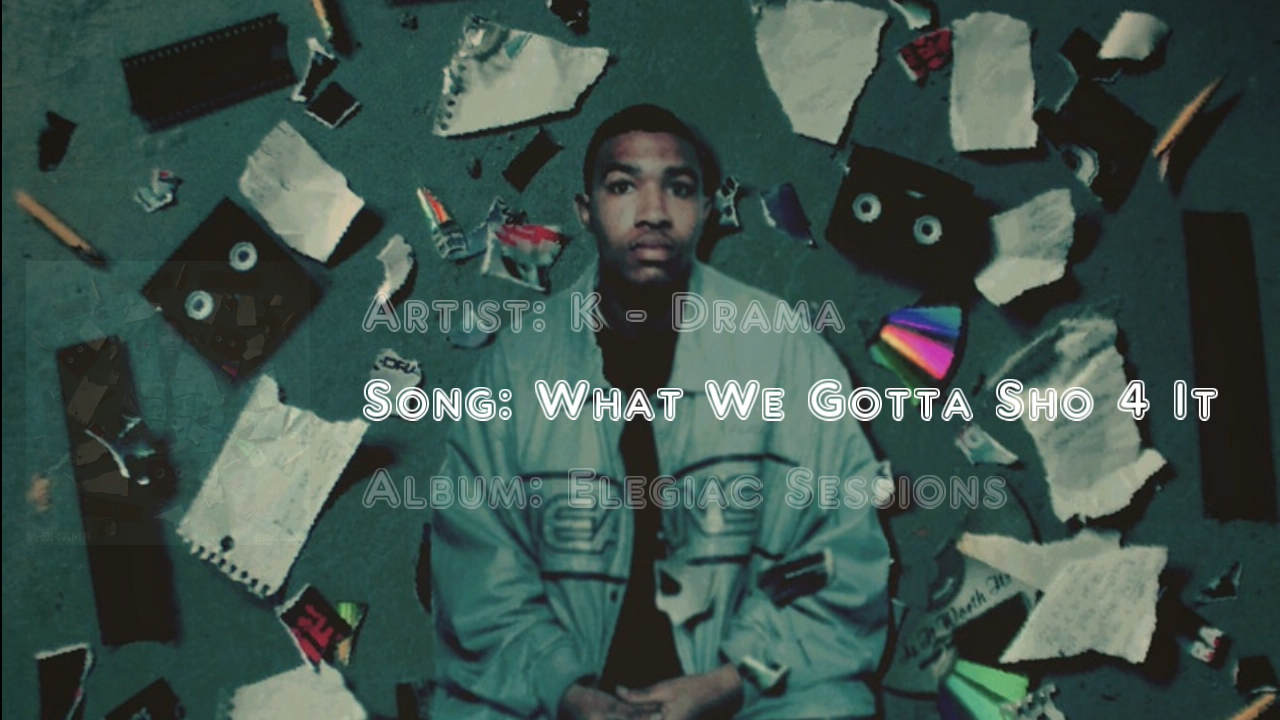 Artist: K - Drama
Song: What We Gotta Sho 4 It
Album: Elegiac Sessions